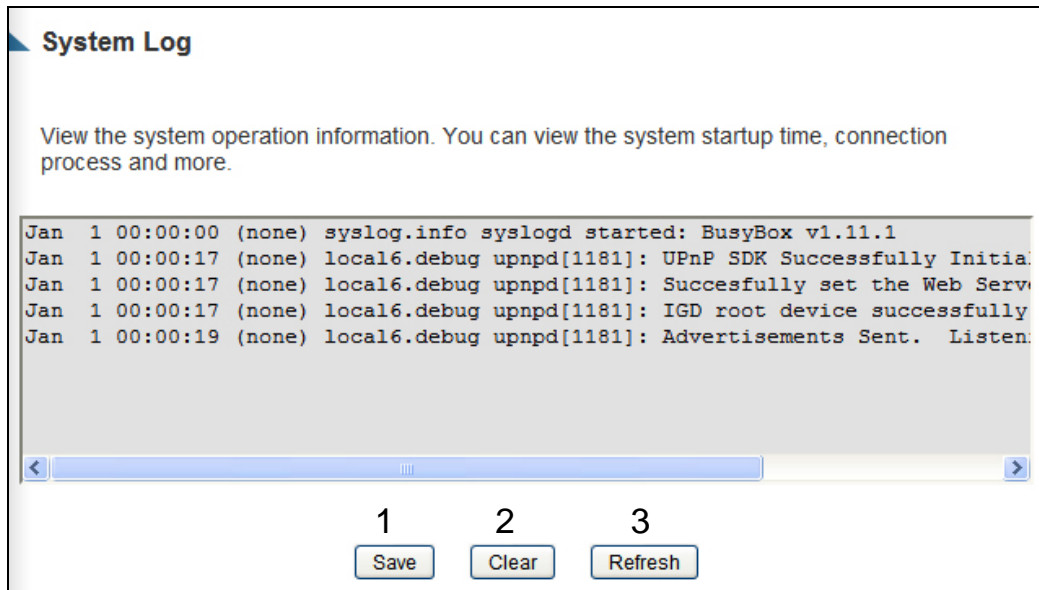 System Log
View the system operation information. You can view the system startup time, connection
process and more.
Jan  1 00:00:00 (none) syslog.info syslogd started: BusyBox v1.11.1
Jan  1 00:00:17 (none) local6.debug upnpd[1181]: UPnP SDK Successfully Initial
Jan  1 00:00:17 (none) local6.debug upnpd[1181]: Succesfully set the Web Serve
Jan  1 00:00:17 (none) local6.debug upnpd[1181]: IGD root device successfully
Jan  1 00:00:19 (none) local6.debug upnpd[1181]: Advertisements Sent.  Listeni
1 2 3
Save Clear Refresh